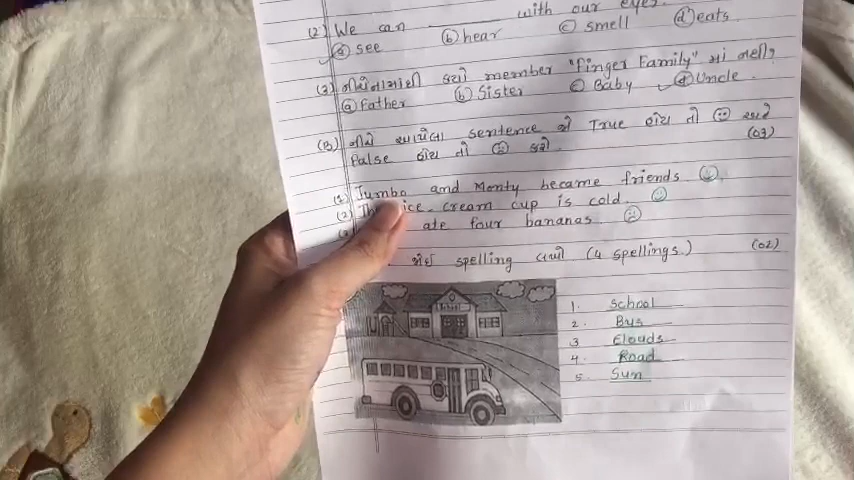 (2) We can ______ with our eyes.
(a) see (b) hear (c) smell (d) eats
(3) નીચેનામાંથી કયો member "Finger Family" માં નથી?
(a) Father (b) Sister (c) Baby (d) Uncle
(B) નીચે આપેલા sentence જો True હોય તો ☺ અને (03)
False હોય તો ☹ કરો.
(1) Jumbo and Monty became friends ☺
(2) The ice-cream cup is cold. ☺
ate four bananas ☹
જોઈ spelling લખો (4 spellings.) (02)
School
1. School
2. Bus
3 Clouds
4. Road
5. Sun